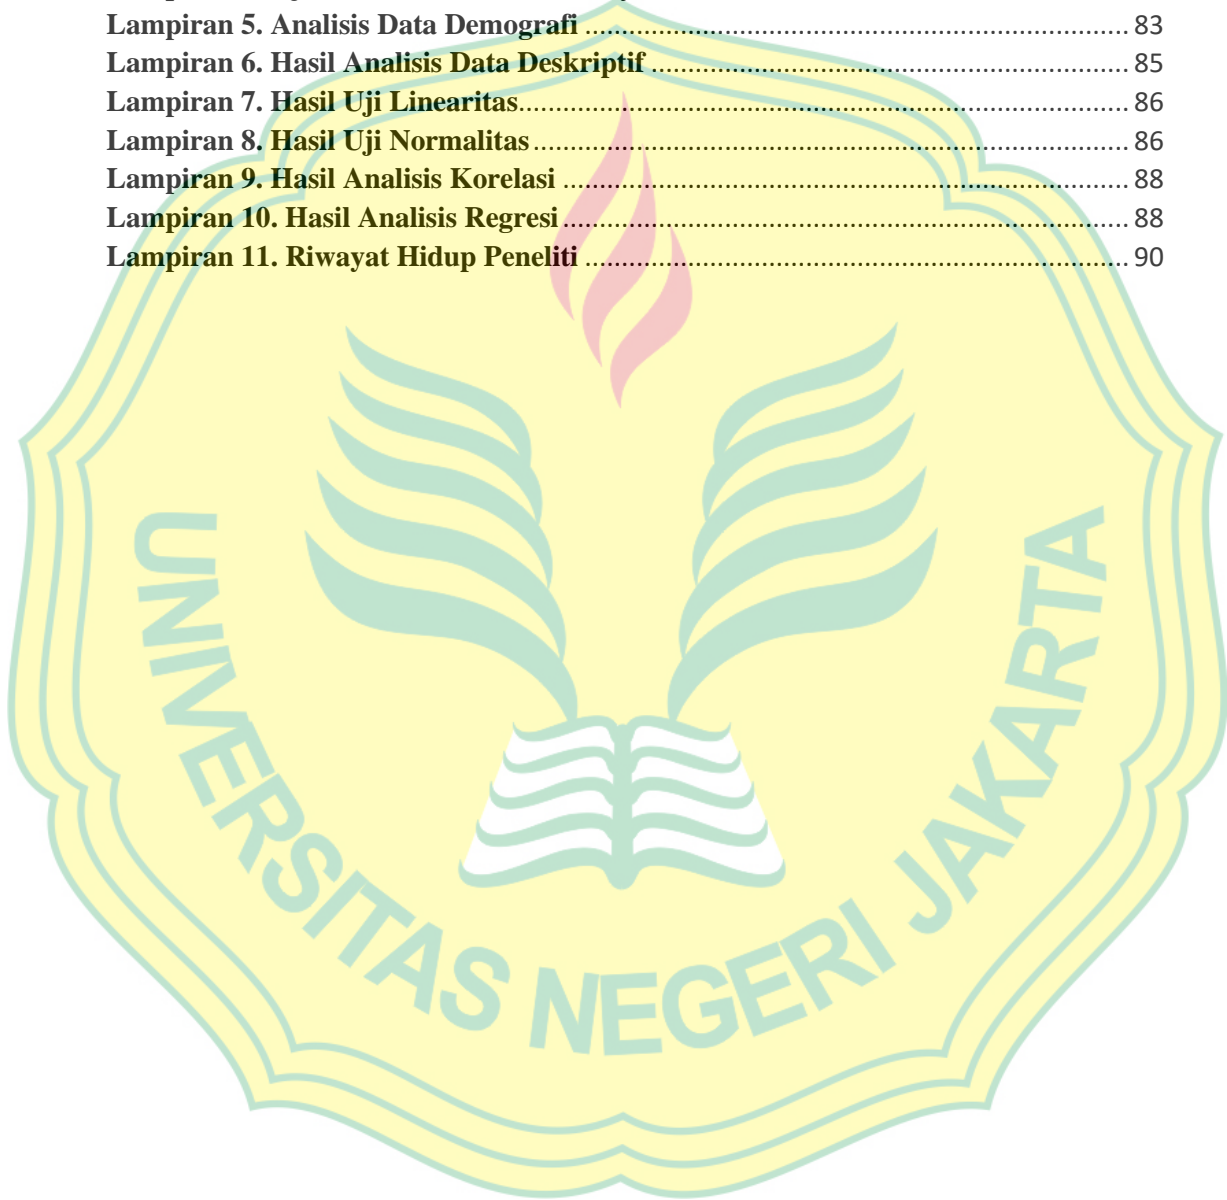 Lampiran 5. Analisis Data Demografi ........................................................................ 83
Lampiran 6. Hasil Analisis Data Deskriptif ............................................................... 85
Lampiran 7. Hasil Uji Linearitas................................................................................. 86
Lampiran 8. Hasil Uji Normalitas ............................................................................... 86
Lampiran 9. Hasil Analisis Korelasi ........................................................................... 88
Lampiran 10. Hasil Analisis Regresi ........................................................................... 88
Lampiran 11. Riwayat Hidup Peneliti ........................................................................ 90
UNIVERSITAS NEGERI JAKARTA